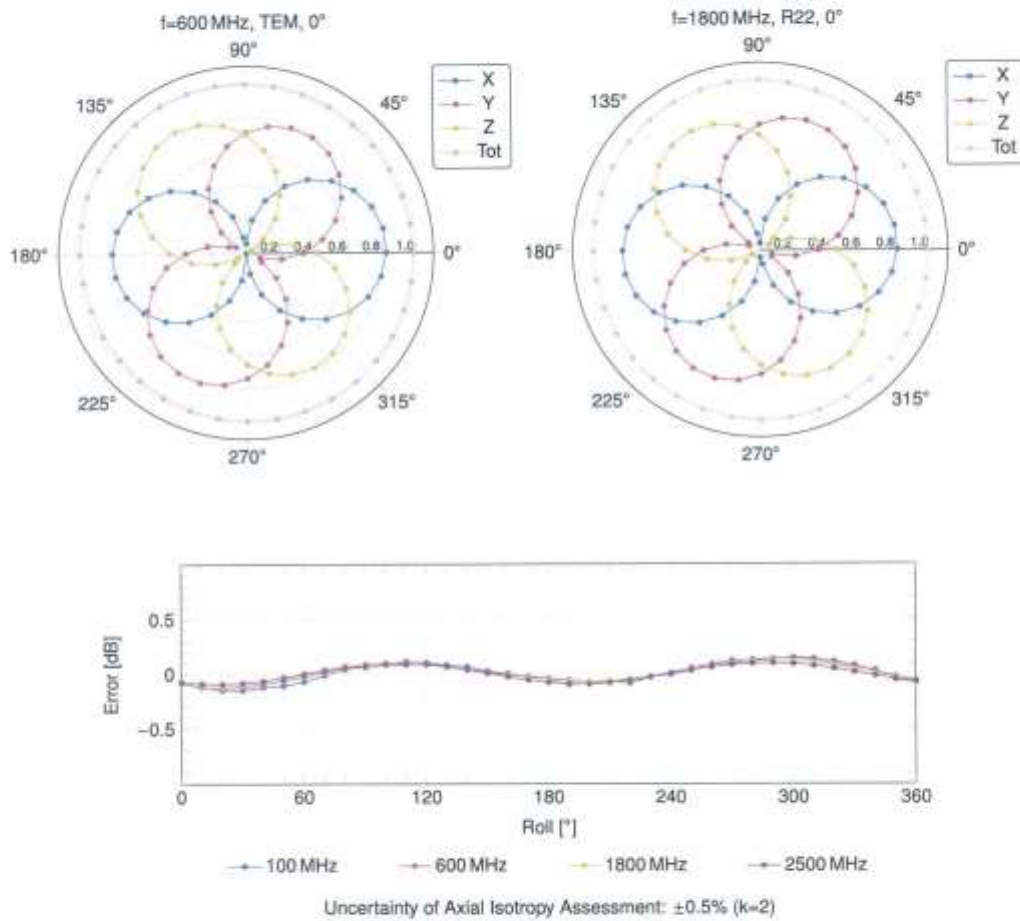 f=600 MHz, TEM, 0°
f=1800 MHz, R22, 0°
90°
135°
45°
X
Y
Z
Tot
180°
0.2 0.4 0.6 0.8 1.0
0°
225°
315°
270°
90°
135°
45°
X
Y
Z
Tot
180°
0.2 0.4 0.6 0.8 1.0
0°
225°
315°
270°
Error [dB]
0.5
0
−0.5
0 60 120 180 240 300 360
Roll [°]
100 MHz 600 MHz 1800 MHz 2500 MHz
Uncertainty of Axial Isotropy Assessment: ±0.5% (k=2)